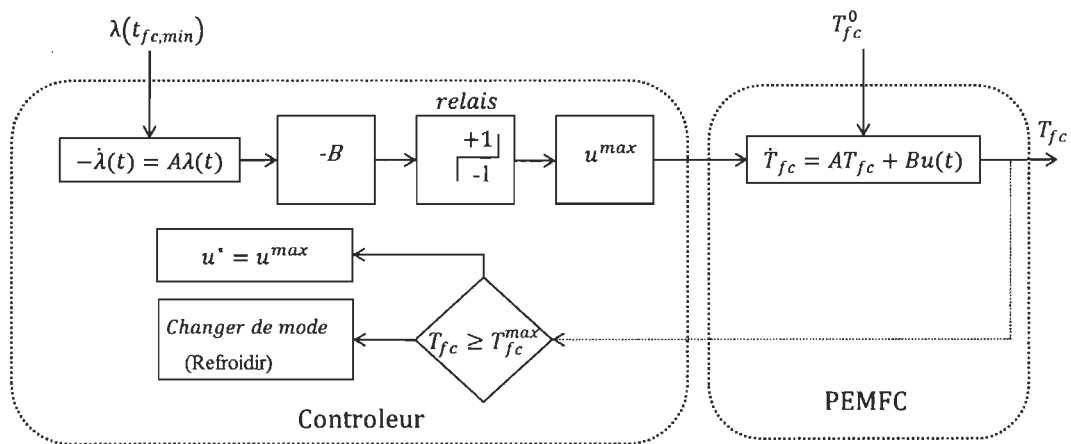 λ(t_{fc,min})
T_{fc}^{0}
relais
T_{fc}
-λ̇(t) = Aλ(t)
-B
+1
-1
u^{max}
Ṫ_{fc} = AT_{fc} + Bu(t)
u* = u^{max}
Changer de mode
(Refroidir)
T_{fc} ≥ T_{fc}^{max}
Controleur
PEMFC